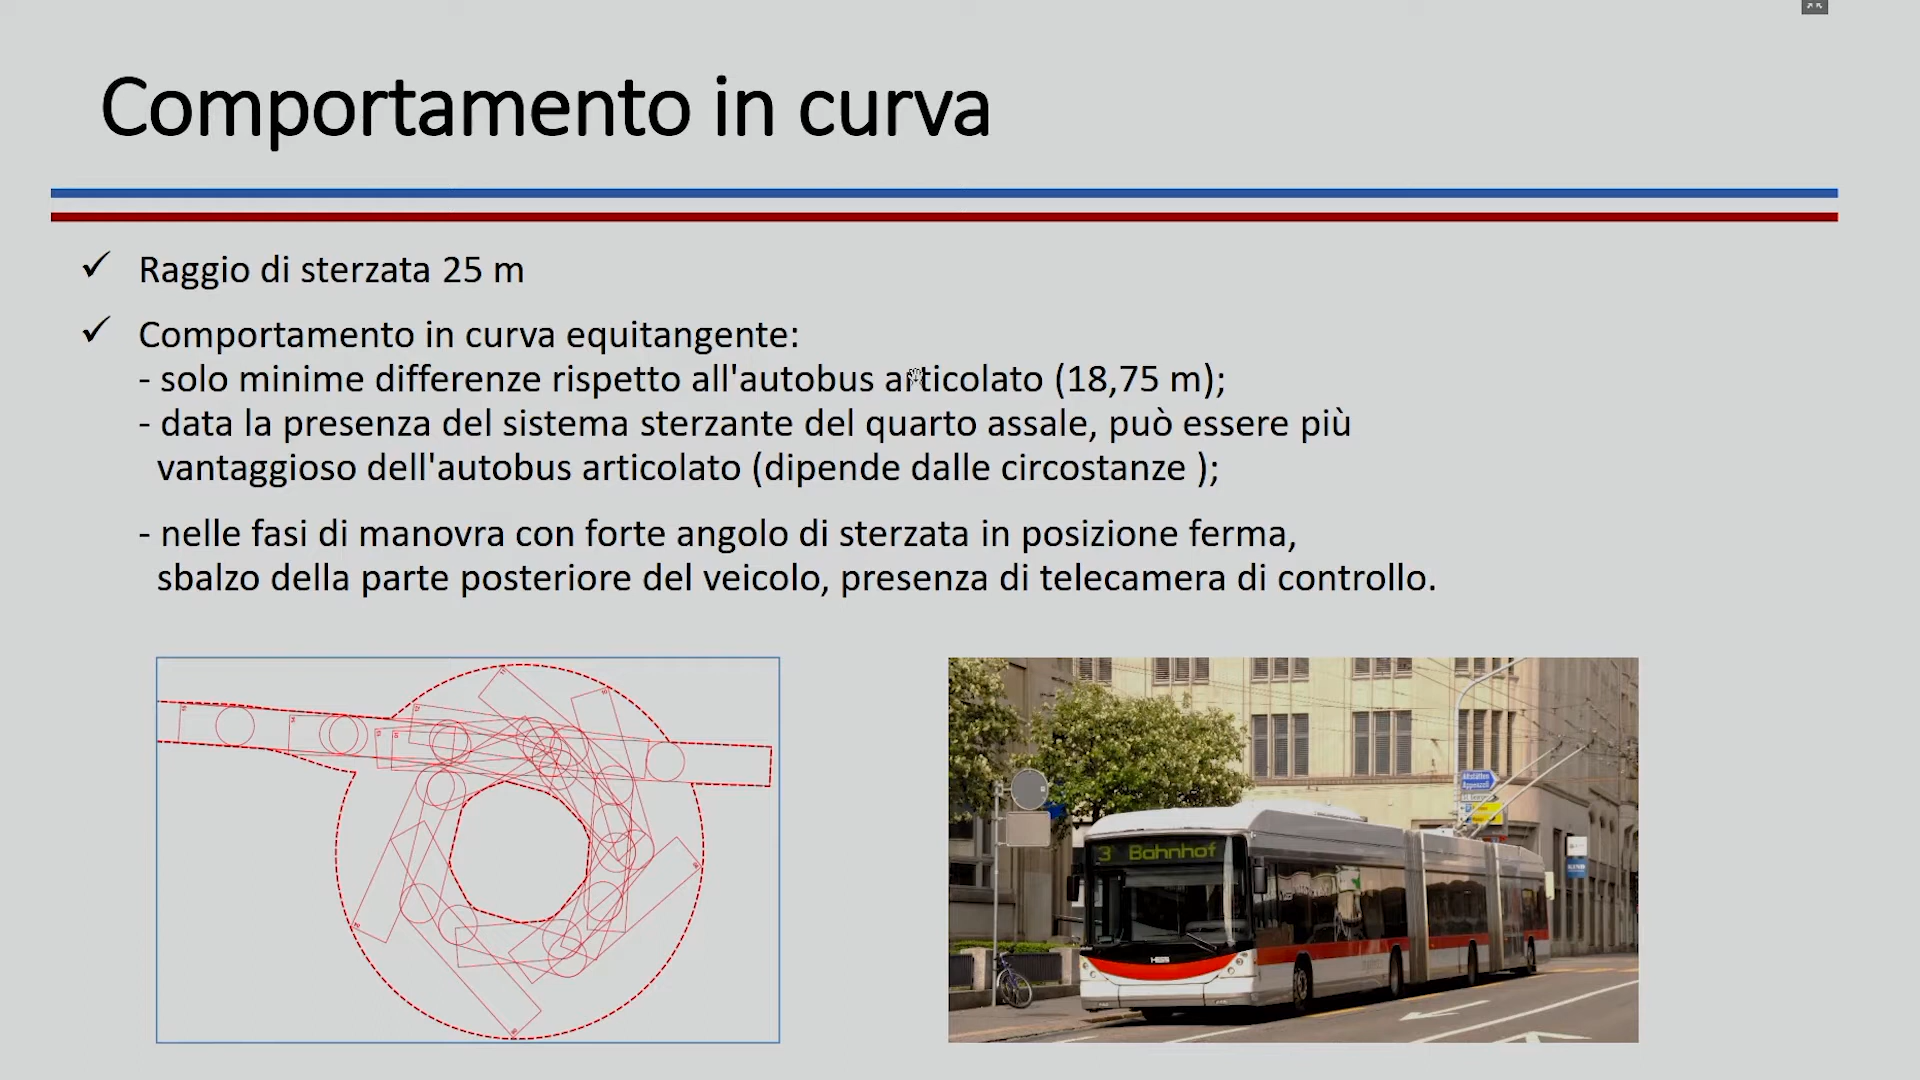 Comportamento in curva
✓ Raggio di sterzata 25 m
✓ Comportamento in curva equitangente:
- solo minime differenze rispetto all'autobus articolato (18,75 m);
- data la presenza del sistema sterzante del quarto assale, può essere più
vantaggioso dell'autobus articolato (dipende dalle circostanze );
- nelle fasi di manovra con forte angolo di sterzata in posizione ferma,
sbalzo della parte posteriore del veicolo, presenza di telecamera di controllo.
3 Bahnhof
HESS
Altstätten
Appenzell